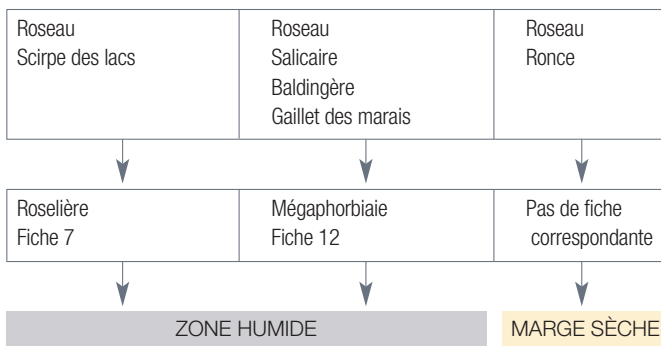 Roseau
Scirpe des lacs
Roseau
Salicaire
Baldingère
Gaillet des marais
Roseau
Ronce
Roselière
Fiche 7
Mégaphorbiaie
Fiche 12
Pas de fiche
correspondante
ZONE HUMIDE
MARGE SÈCHE